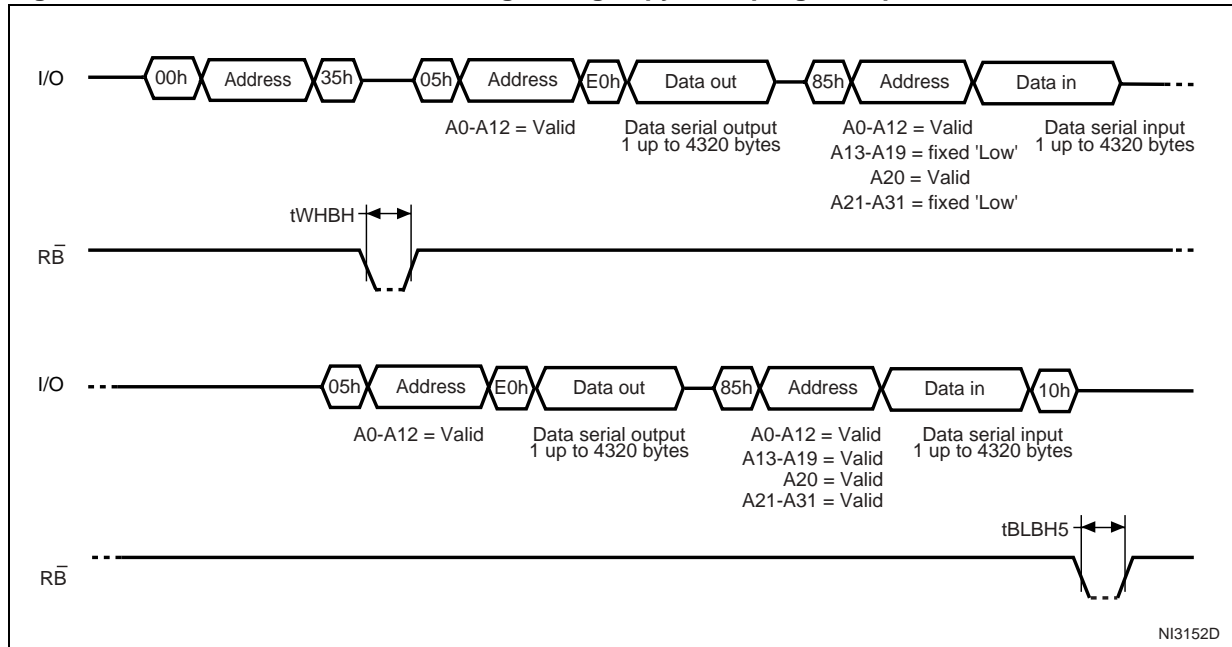 I/O 00h Address 35h 05h Address E0h Data out 85h Address Data in
A0-A12 = Valid
Data serial output
1 up to 4320 bytes
A0-A12 = Valid
A13-A19 = fixed 'Low'
A20 = Valid
A21-A31 = fixed 'Low'
Data serial input
1 up to 4320 bytes
tWHBH
RB̅
I/O 05h Address E0h Data out 85h Address Data in 10h
A0-A12 = Valid
Data serial output
1 up to 4320 bytes
A0-A12 = Valid
A13-A19 = Valid
A20 = Valid
A21-A31 = Valid
Data serial input
1 up to 4320 bytes
tBLBH5
RB̅
NI3152D